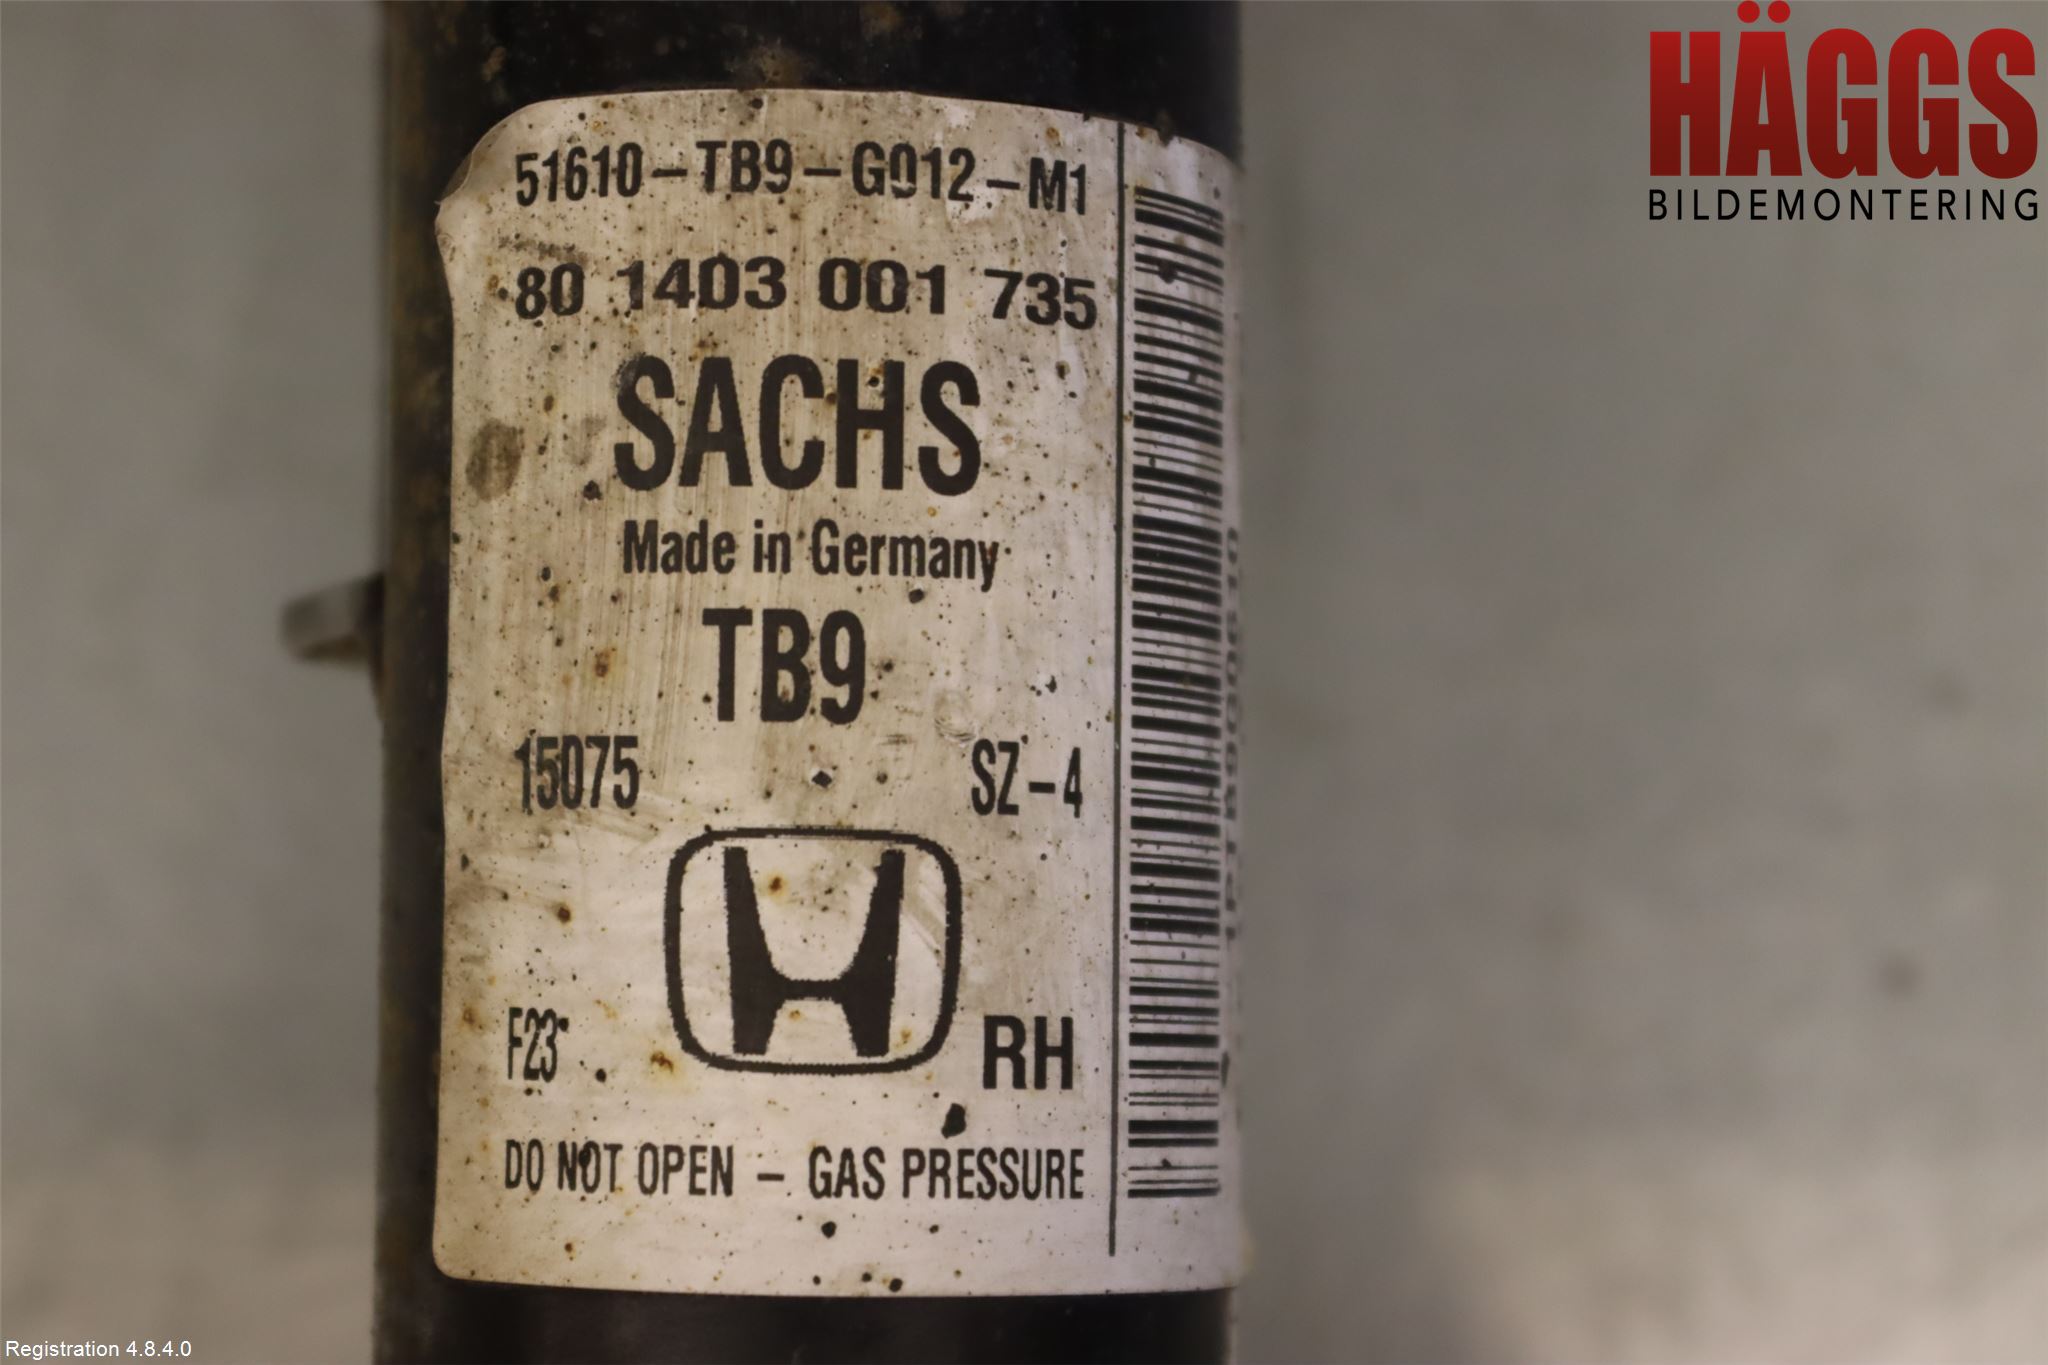 HÄGGS
BILDEMONTERING
51610-TB9-G012-M1
80 1403 001 735
SACHS
Made in Germany
TB9
15075
SZ-4
F23
RH
DO NOT OPEN - GAS PRESSURE
Registration 4.8.4.0